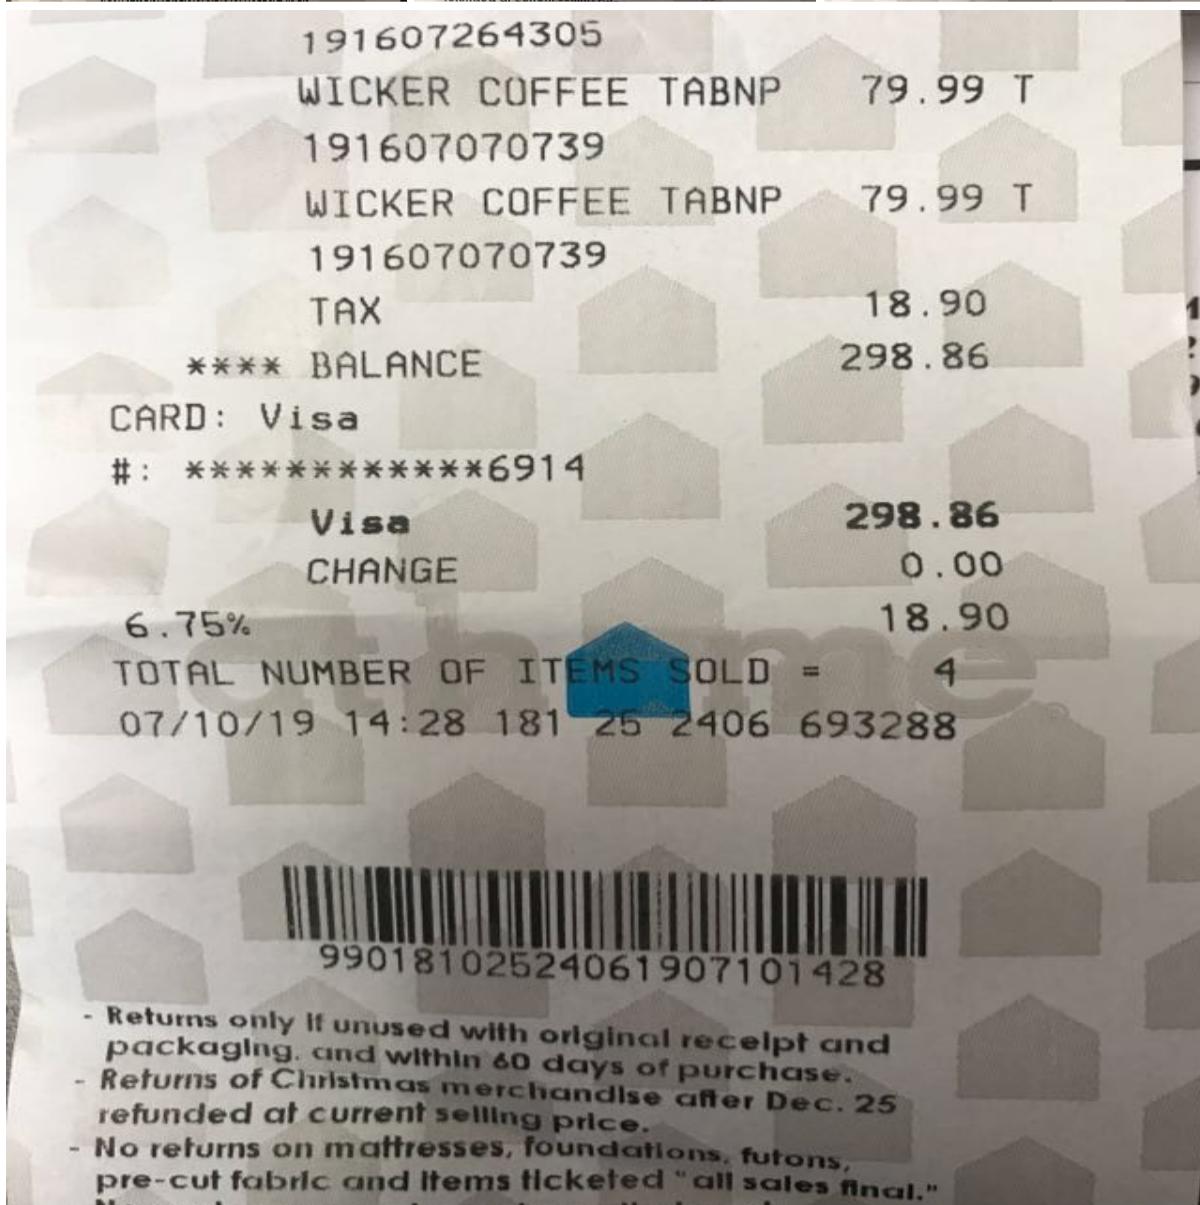 191607264305
WICKER COFFEE TABNP 79.99 T
191607070739
WICKER COFFEE TABNP 79.99 T
191607070739
TAX 18.90
**** BALANCE 298.86
CARD: Visa
#: ************6914
Visa 298.86
CHANGE 0.00
6.75% 18.90
at home
TOTAL NUMBER OF ITEMS SOLD = 4
07/10/19 14:28 181 25 2406 693288
99018102524061907101428
- Returns only if unused with original receipt and
packaging, and within 60 days of purchase.
- Returns of Christmas merchandise after Dec. 25
refunded at current selling price.
- No returns on mattresses, foundations, futons,
pre-cut fabric and items ticketed "all sales final."